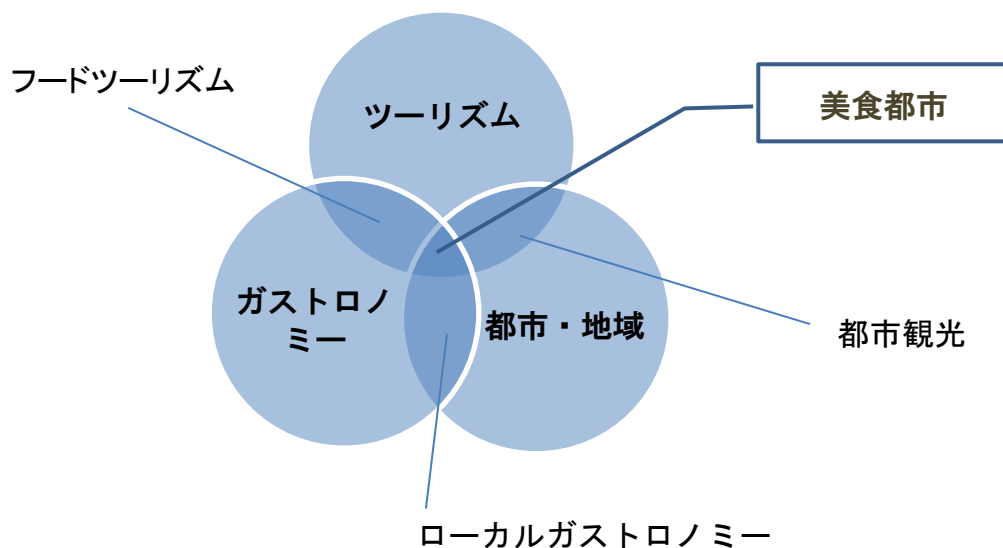 フードツーリズム
ツーリズム
美食都市
ガストロノ
ミー
都市・地域
都市観光
ローカルガストロノミー